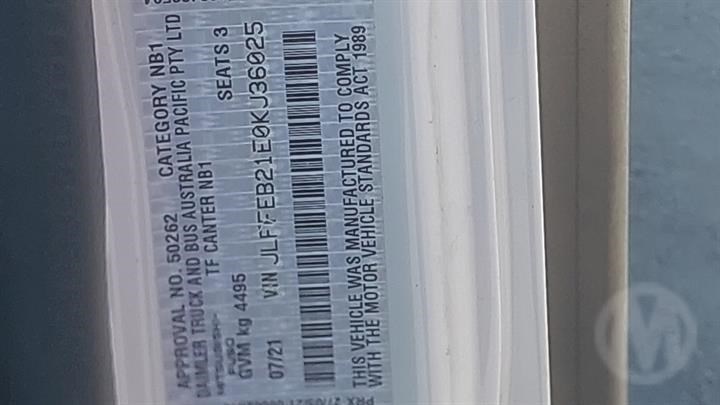 APPROVAL NO. 50262 CATEGORY NB1
DAIMLER TRUCK AND BUS AUSTRALIA PACIFIC PTY LTD
TF CANTER NB1 SEATS 3
MITSUBISHI
FUSO
GVM kg 4495
07/21 VIN JLFFEB21E0KJ36025
THIS VEHICLE WAS MANUFACTURED TO COMPLY
WITH THE MOTOR VEHICLE STANDARDS ACT 1989